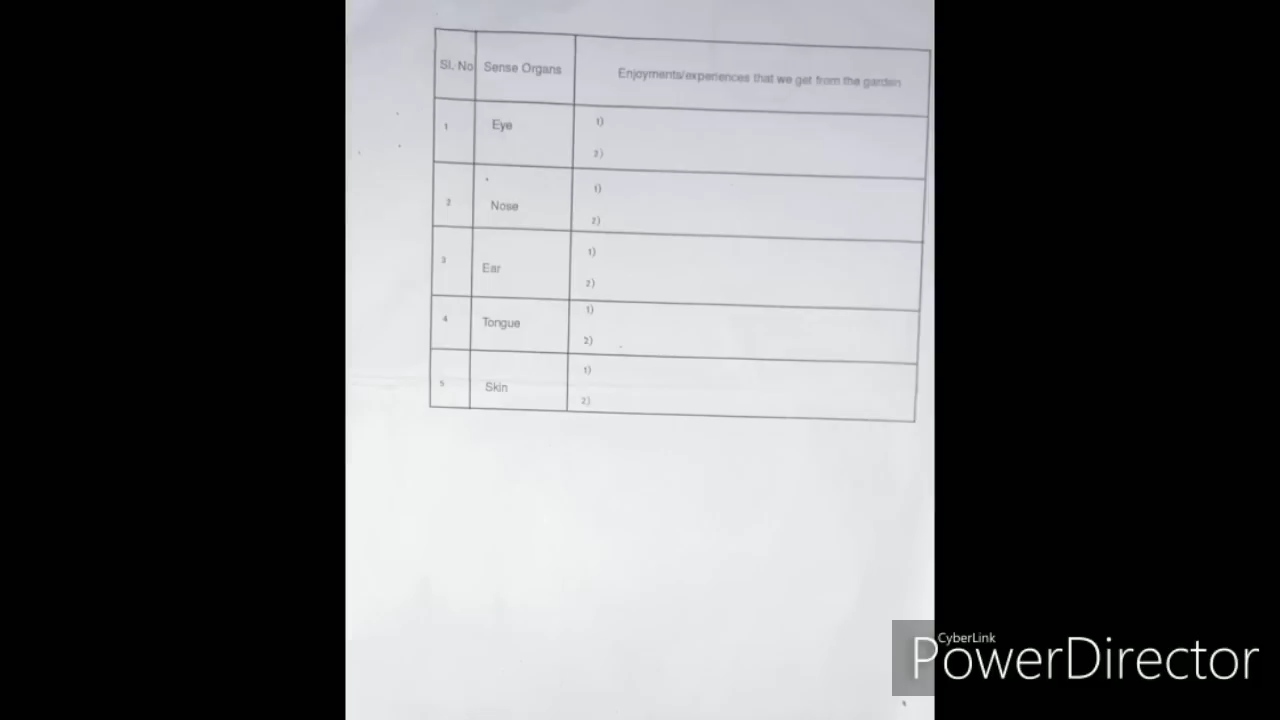 Sl. No Sense Organs Enjoyments/experiences that we get from the garden
1 Eye 1)
2)
2 Nose 1)
2)
3 Ear 1)
2)
4 Tongue 1)
2)
5 Skin 1)
2)
CyberLink
PowerDirector